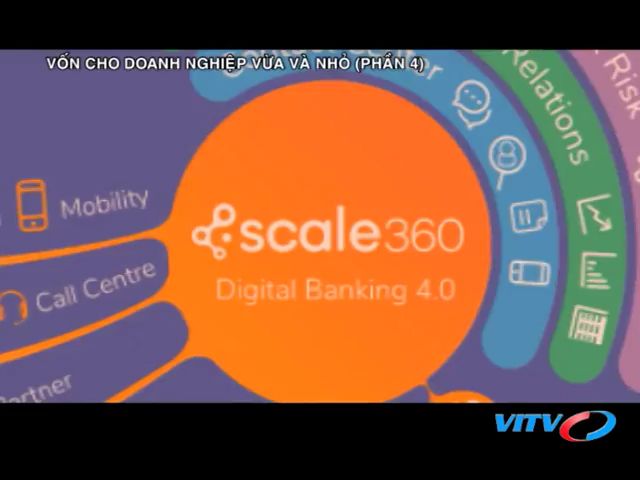 VỐN CHO DOANH NGHIỆP VỪA VÀ NHỎ (PHẦN 4)
Relations
Risk
Mobility
scale360
Call Centre
Digital Banking 4.0
VITV